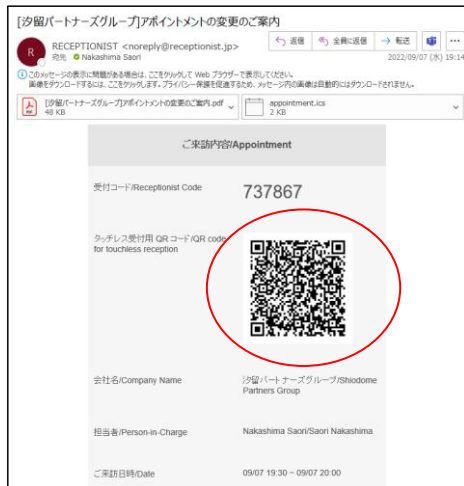 [汐留パートナーズグループ]アポイントメントの変更のご案内
R
RECEPTIONIST <noreply@receptionist.jp>
宛先 Nakashima Saori
返信
全員に返信
転送
...
2022/09/07 (水) 19:14
このメッセージの表示に問題がある場合は、ここをクリックして Web ブラウザーで表示してください。
画像をダウンロードするには、ここをクリックします。プライバシー保護を促進するため、メッセージ内の画像は自動的にはダウンロードされません。
[汐留パートナーズグループ]アポイントメントの変更のご案内.pdf
48 KB
appointment.ics
2 KB
ご来訪内容/Appointment
受付コード/Receptionist Code
737867
タッチレス受付用 QR コード/QR code
for touchless reception
会社名/Company Name
汐留パートナーズグループ/Shiodome
Partners Group
担当者/Person-in-Charge
Nakashima Saori/Saori Nakashima
ご来訪日時/Date
09/07 19:30 ~ 09/07 20:00